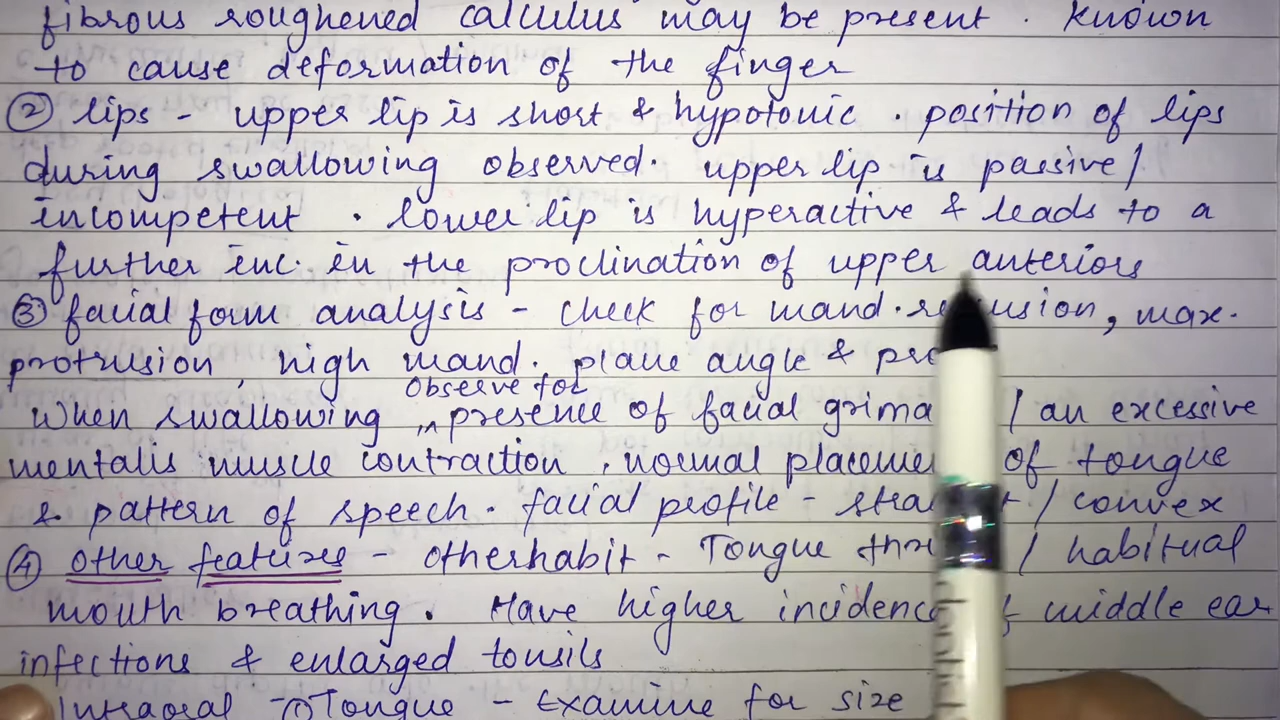 fibrous roughened calculus may be present . known
to cause deformation of the finger
② lips - upper lip is short & hypotonic . position of lips
during swallowing observed. upper lip is passive/
incompetent . lower lip is hyperactive & leads to a
further inc. in the proclination of upper anteriors
③ facial form analysis - check for mand. , max.
protrusion, high mand. plane angle &
observe for
when swallowing ^ presence of facial / an excessive
mentalis muscle contraction , normal of tongue
& pattern of speech. facial profile - / convex
④ other features - other habit - Tongue / habitual
mouth breathing . Have higher middle ear
infections & enlarged tonsils
Intraoral ① Tongue - Examine for size